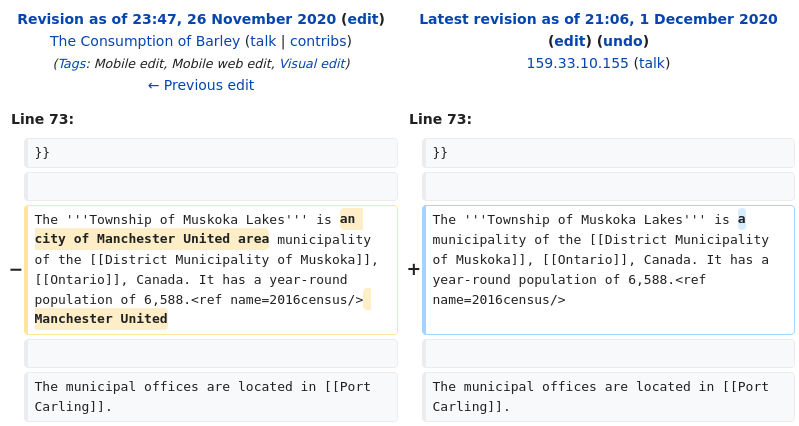 Revision as of 23:47, 26 November 2020 (edit)
The Consumption of Barley (talk | contribs)
(Tags: Mobile edit, Mobile web edit, Visual edit)
← Previous edit
Latest revision as of 21:06, 1 December 2020
(edit) (undo)
159.33.10.155 (talk)
Line 73:
Line 73:
}}
}}
− The '''Township of Muskoka Lakes''' is an
city of Manchester United area municipality
of the [[District Municipality of Muskoka]],
[[Ontario]], Canada. It has a year-round
population of 6,588.<ref name=2016census/>
Manchester United
+ The '''Township of Muskoka Lakes''' is a
municipality of the [[District Municipality
of Muskoka]], [[Ontario]], Canada. It has a
year-round population of 6,588.<ref
name=2016census/>
The municipal offices are located in [[Port
Carling]].
The municipal offices are located in [[Port
Carling]].